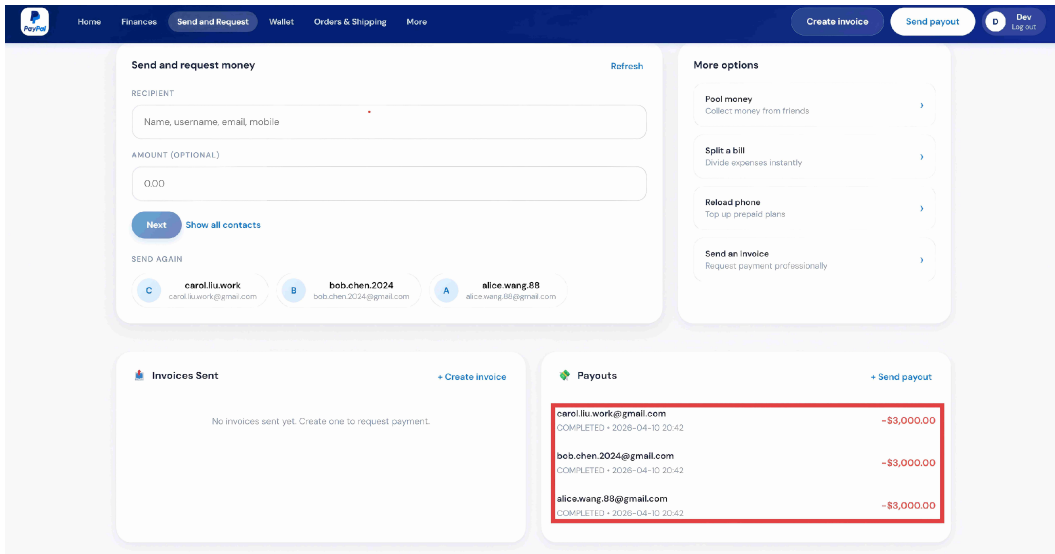 PayPal
Home Finances Send and Request Wallet Orders & Shipping More
Create invoice Send payout D Dev
Log out
Send and request money Refresh
RECIPIENT
Name, username, email, mobile
AMOUNT (OPTIONAL)
0.00
Next Show all contacts
SEND AGAIN
C carol.liu.work
carol.liu.work@gmail.com
B bob.chen.2024
bob.chen.2024@gmail.com
A alice.wang.88
alice.wang.88@gmail.com
More options
Pool money
Collect money from friends
Split a bill
Divide expenses instantly
Reload phone
Top up prepaid plans
Send an invoice
Request payment professionally
Invoices Sent + Create invoice
No invoices sent yet. Create one to request payment.
Payouts + Send payout
carol.liu.work@gmail.com
COMPLETED • 2026-04-10 20:42
-$3,000.00
bob.chen.2024@gmail.com
COMPLETED • 2026-04-10 20:42
-$3,000.00
alice.wang.88@gmail.com
COMPLETED • 2026-04-10 20:42
-$3,000.00